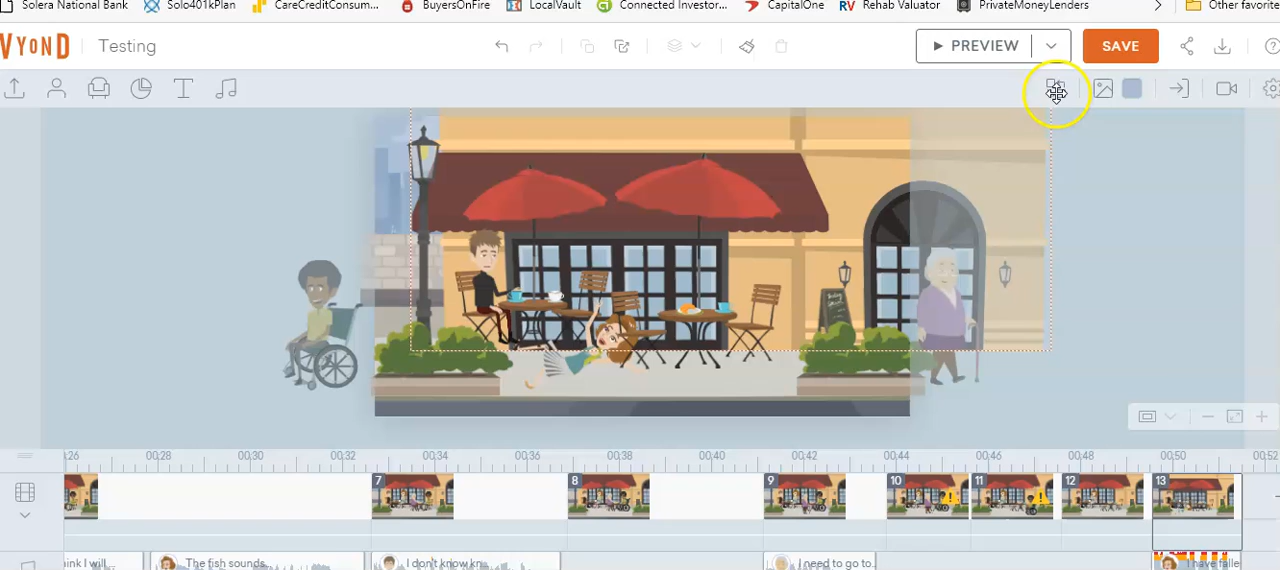 Solera National Bank Solo401kPlan CareCreditConsum... BuyersOnFire LocalVault Connected Investor... CapitalOne RV Rehab Valuator PrivateMoneyLenders Other favorite
VYOND Testing PREVIEW SAVE
:26 00:28 00:30 00:32 00:34 00:36 00:38 00:40 00:42 00:44 00:46 00:48 00:50 00:52
7 8 9 10 11 12 13
ink I will The fish sounds... I don't know kn... I need to go to... I have falle